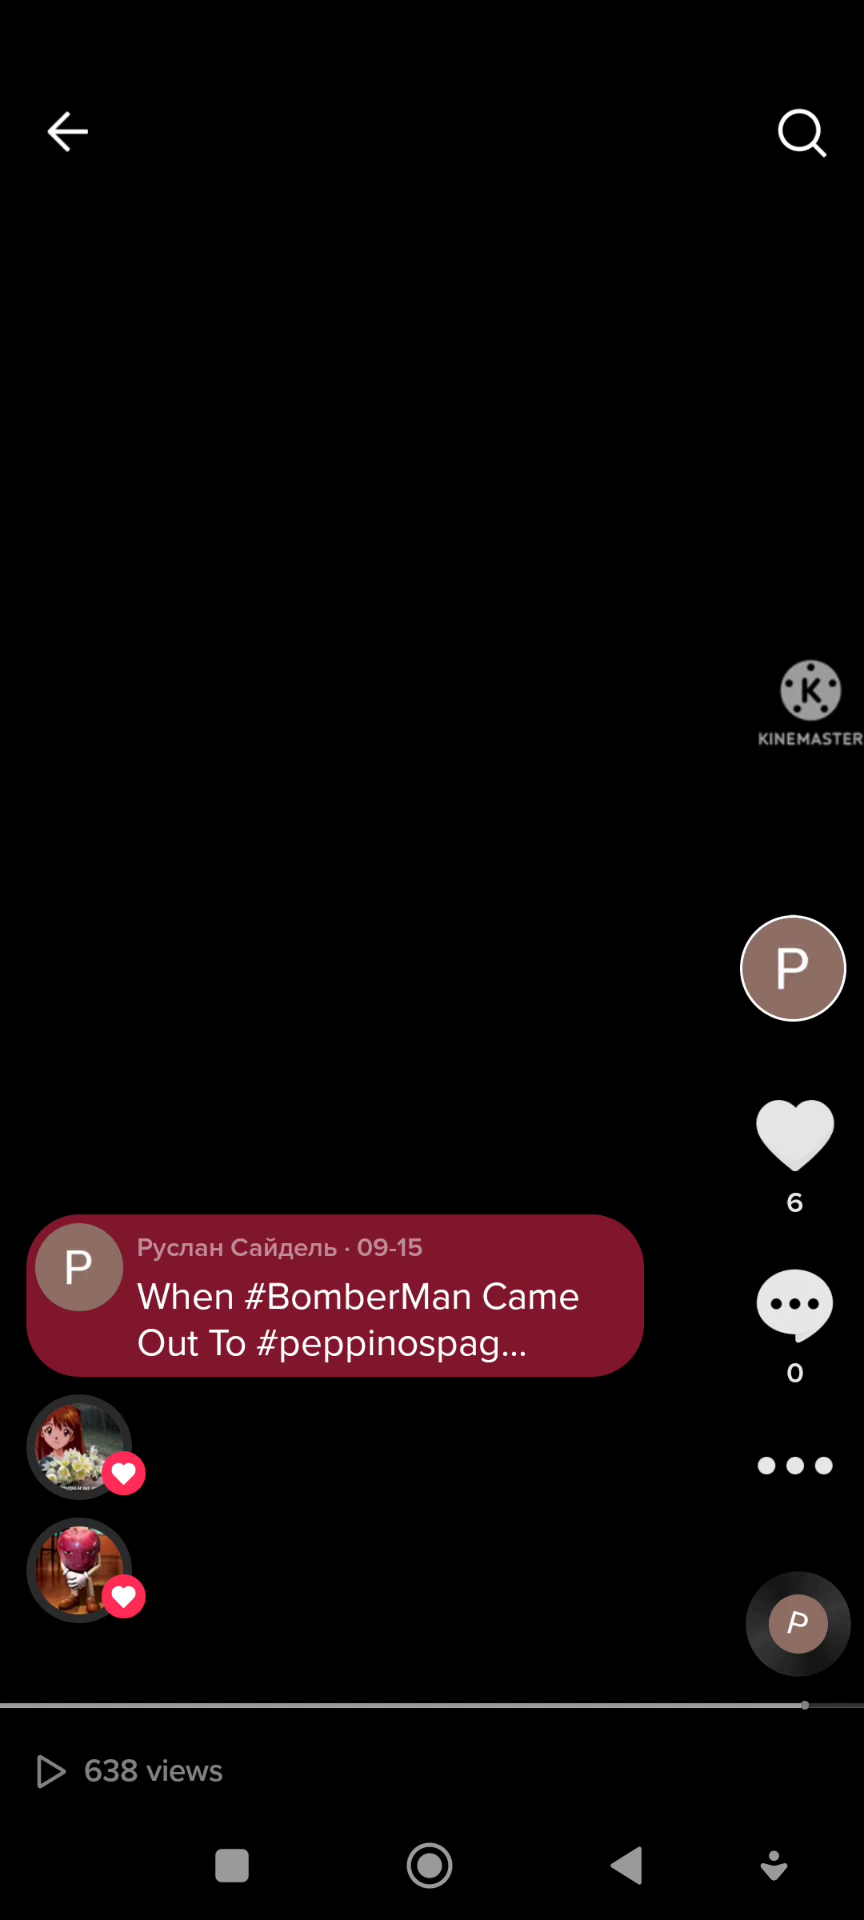 K
KINEMASTER
P
6
P
Руслан Сайдель · 09-15
When #BomberMan Came
Out To #peppinospag...
0
P
638 views